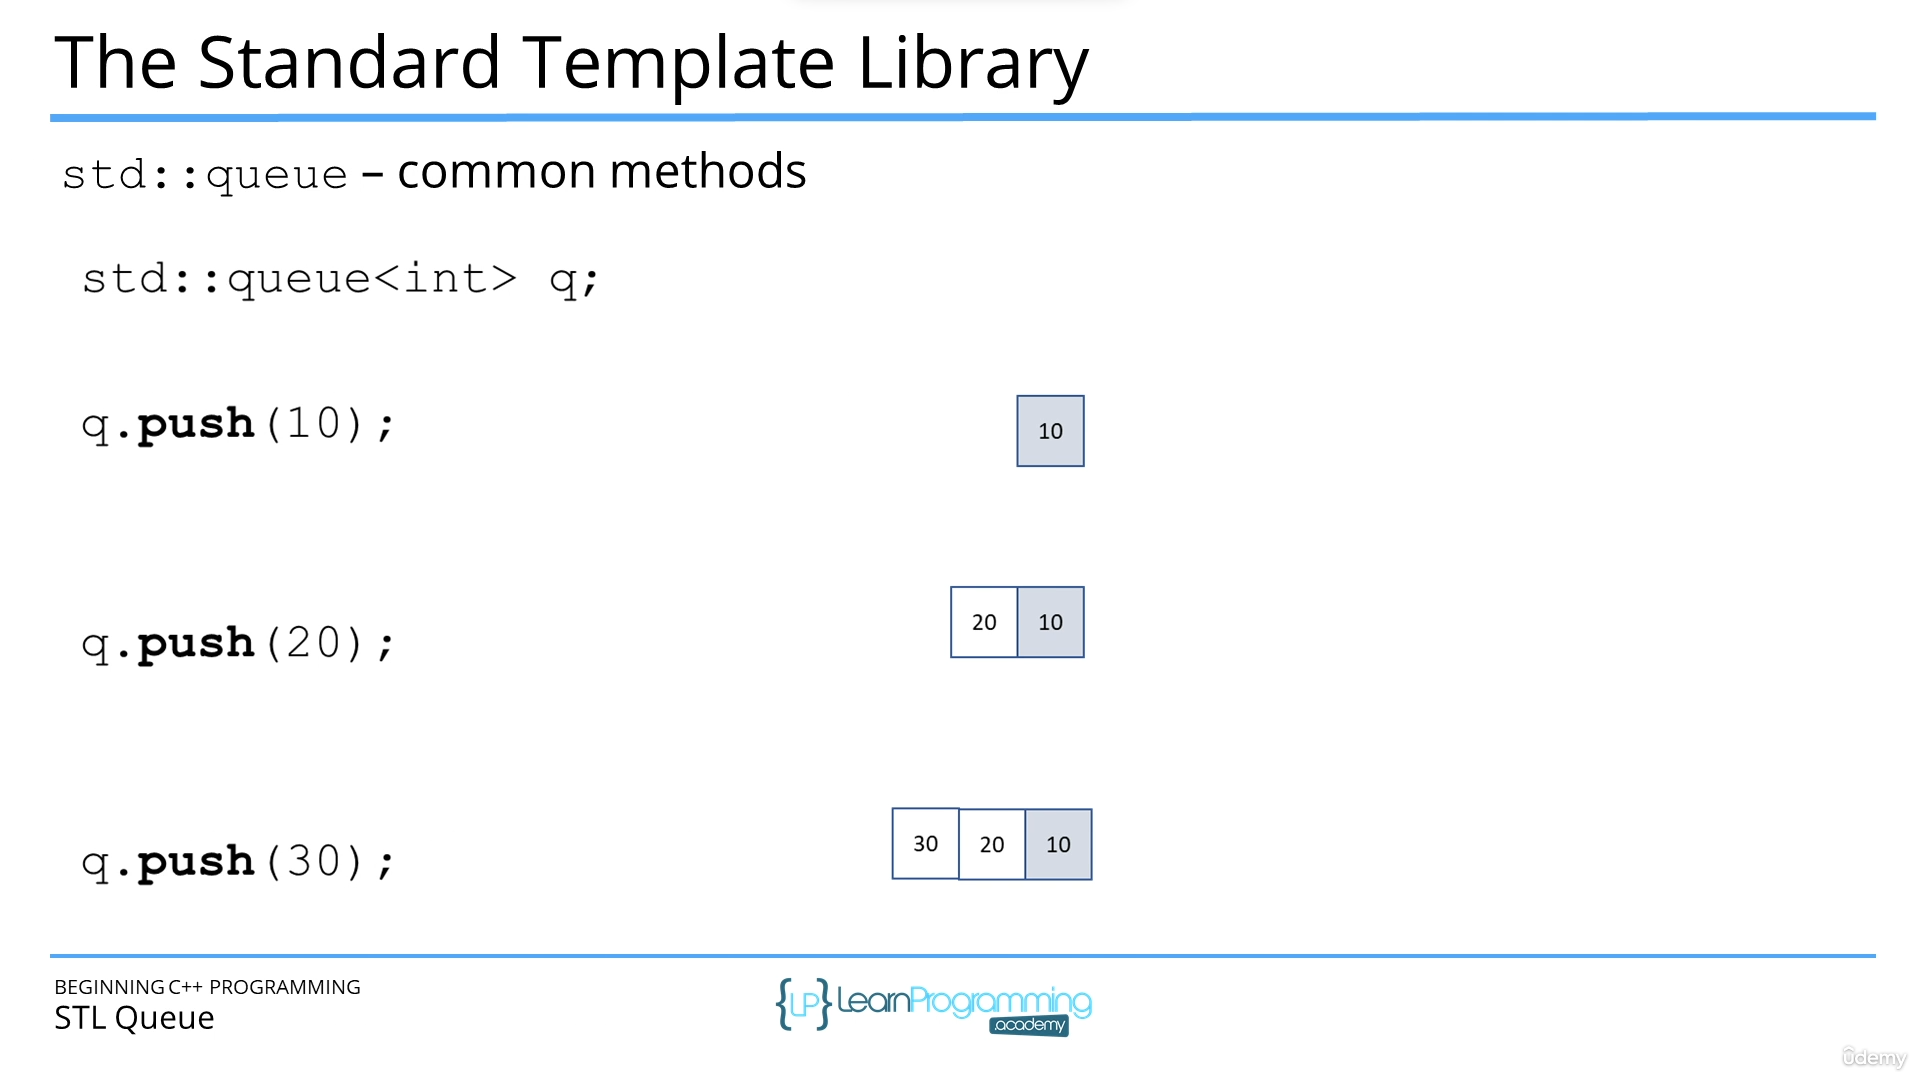 The Standard Template Library
std::queue – common methods
std::queue<int> q;
q.push(10);
10
q.push(20);
20 10
q.push(30);
30 20 10
BEGINNING C++ PROGRAMMING
STL Queue
{LP} LearnProgramming
.academy
ûdemy